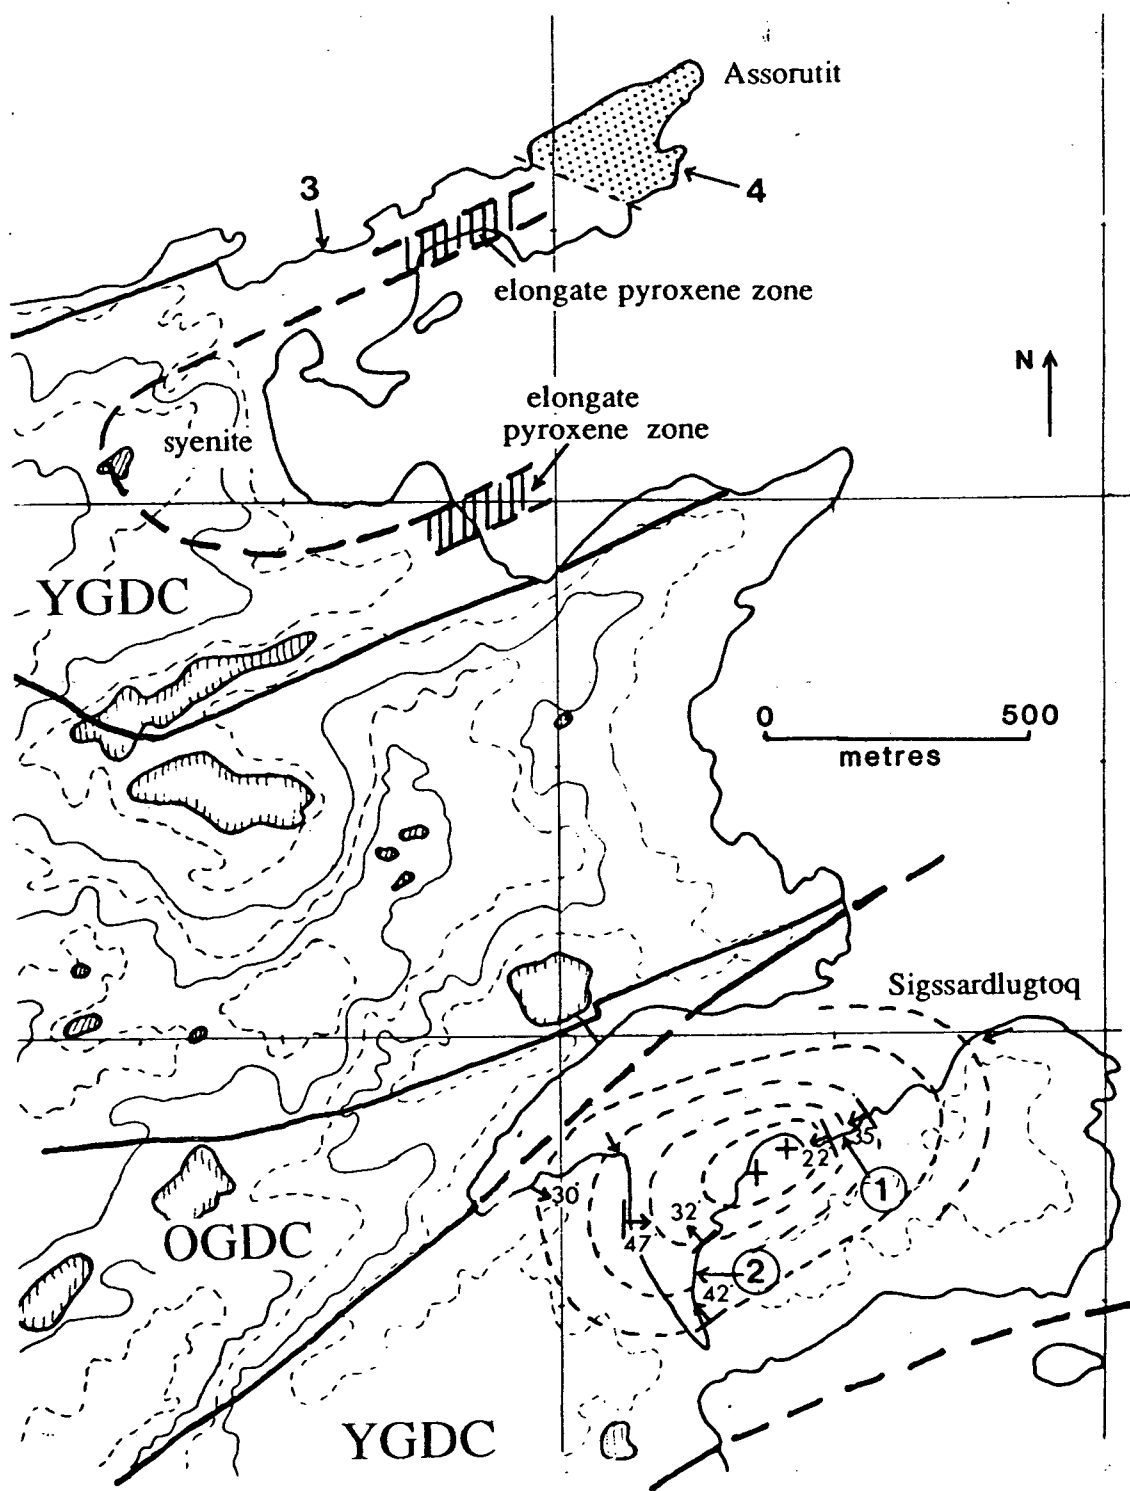 Assorutit
3
4
elongate pyroxene zone
N
elongate
pyroxene zone
syenite
YGDC
0 500
metres
Sigssardlugtoq
35
22
1
30
32
OGDC
47
2
42
YGDC